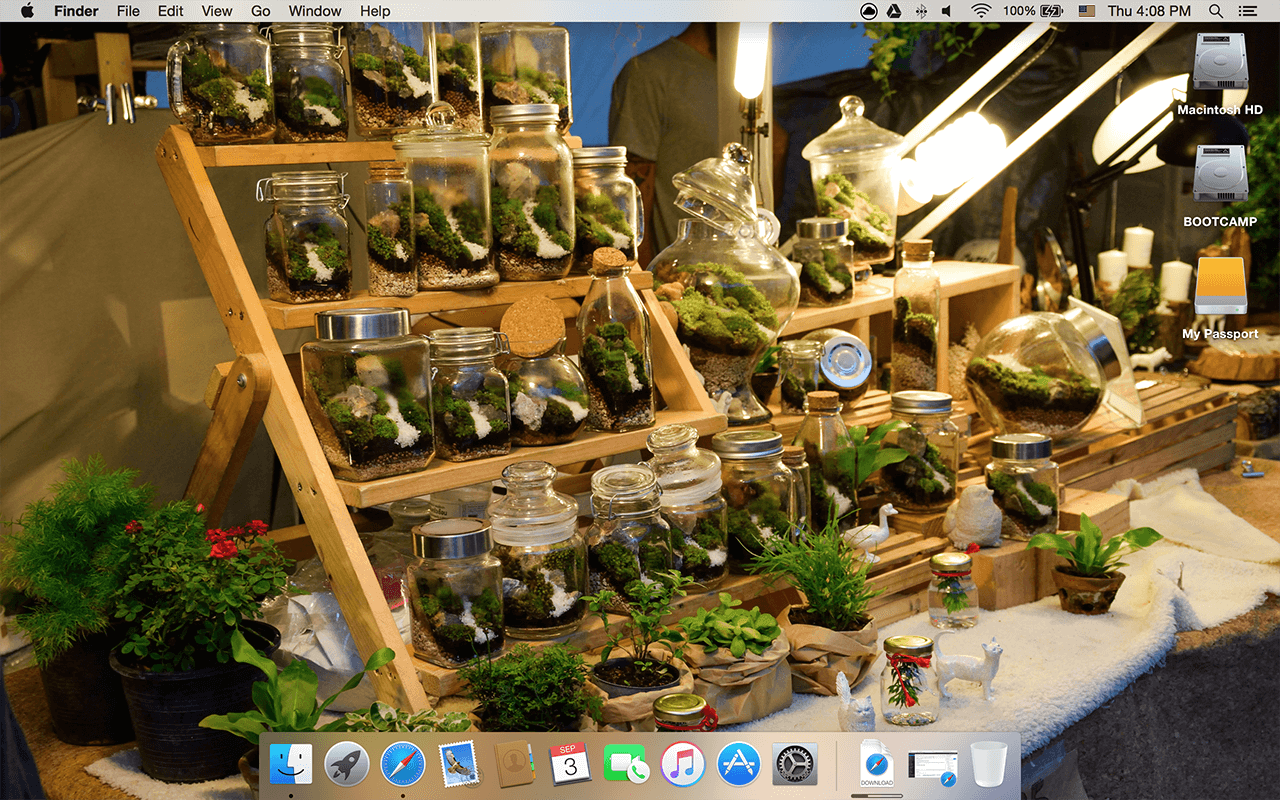 Finder File Edit View Go Window Help 100% Thu 4:08 PM
Macintosh HD
BOOTCAMP
My Passport
SEP
3
DOWNLOAD